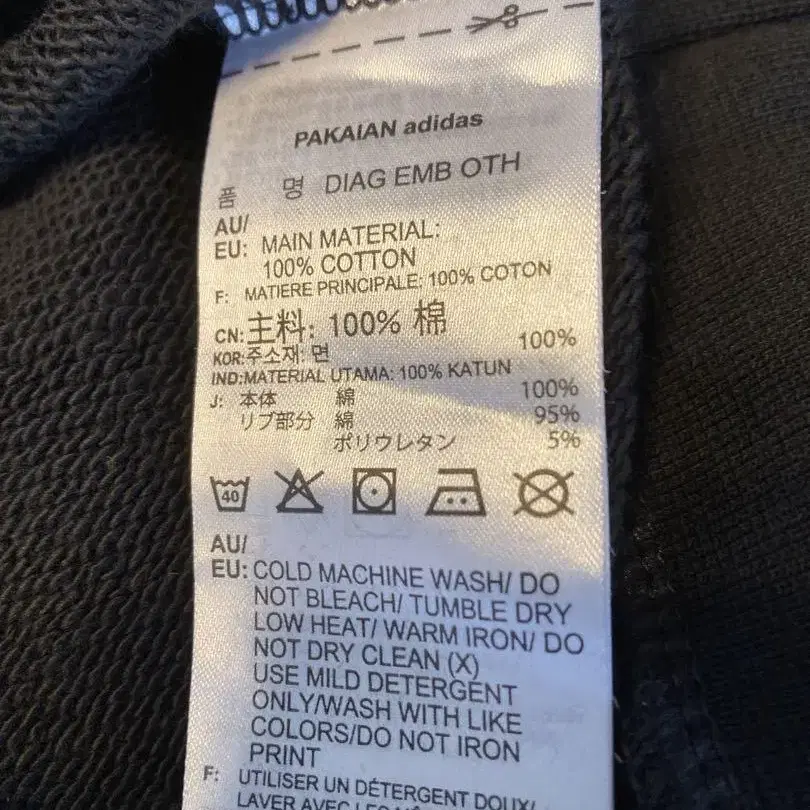 PAKAIAN adidas
품 명 DIAG EMB OTH
AU/
EU: MAIN MATERIAL:
100% COTTON
F: MATIERE PRINCIPALE: 100% COTON
CN: 主料: 100% 棉
KOR:주소재: 면 100%
IND:MATERIAL UTAMA: 100% KATUN
J: 本体 綿 100%
リブ部分 綿 95%
ポリウレタン 5%
40
AU/
EU: COLD MACHINE WASH/ DO
NOT BLEACH/ TUMBLE DRY
LOW HEAT/ WARM IRON/ DO
NOT DRY CLEAN (X)
USE MILD DETERGENT
ONLY/WASH WITH LIKE
COLORS/DO NOT IRON
PRINT
F: UTILISER UN DÉTERGENT DOUX/
LAVER AVEC LES